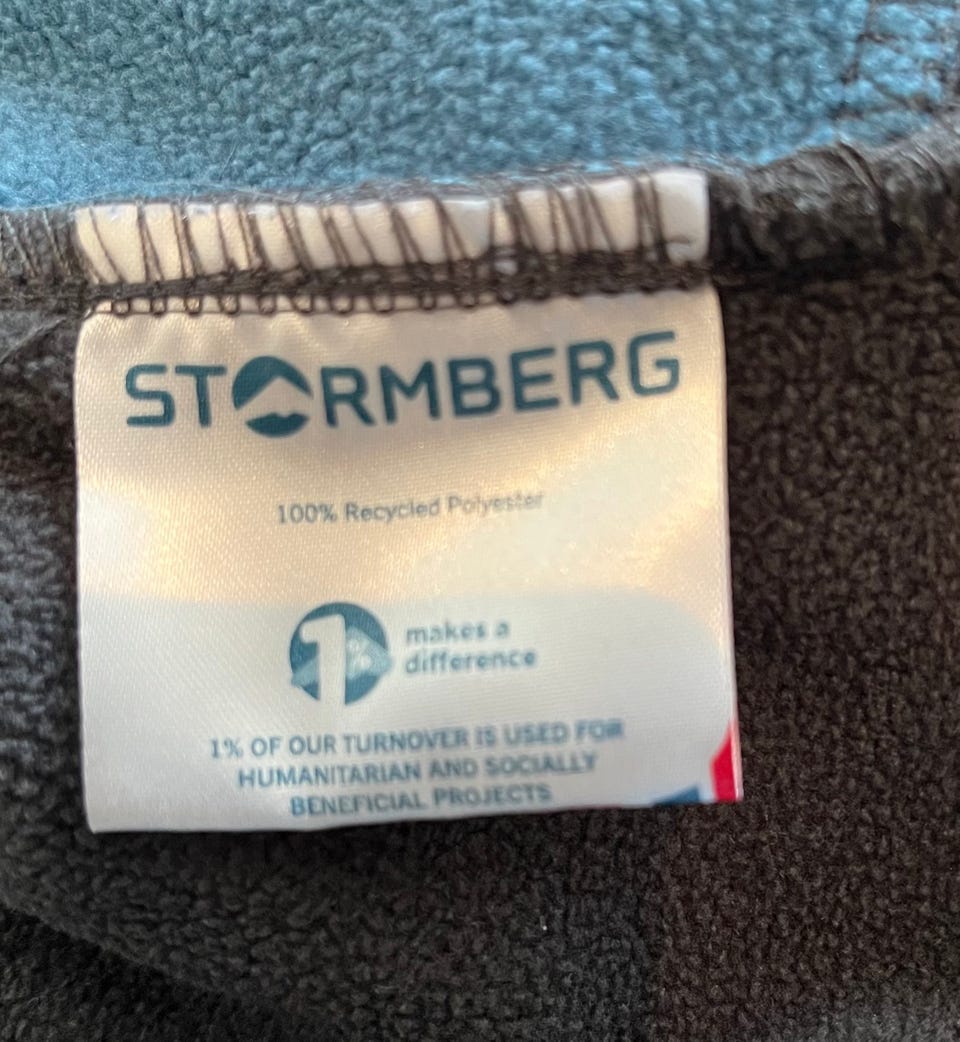 STORMBERG
100% Recycled Polyester
1% makes a
difference
1% OF OUR TURNOVER IS USED FOR
HUMANITARIAN AND SOCIALLY
BENEFICIAL PROJECTS